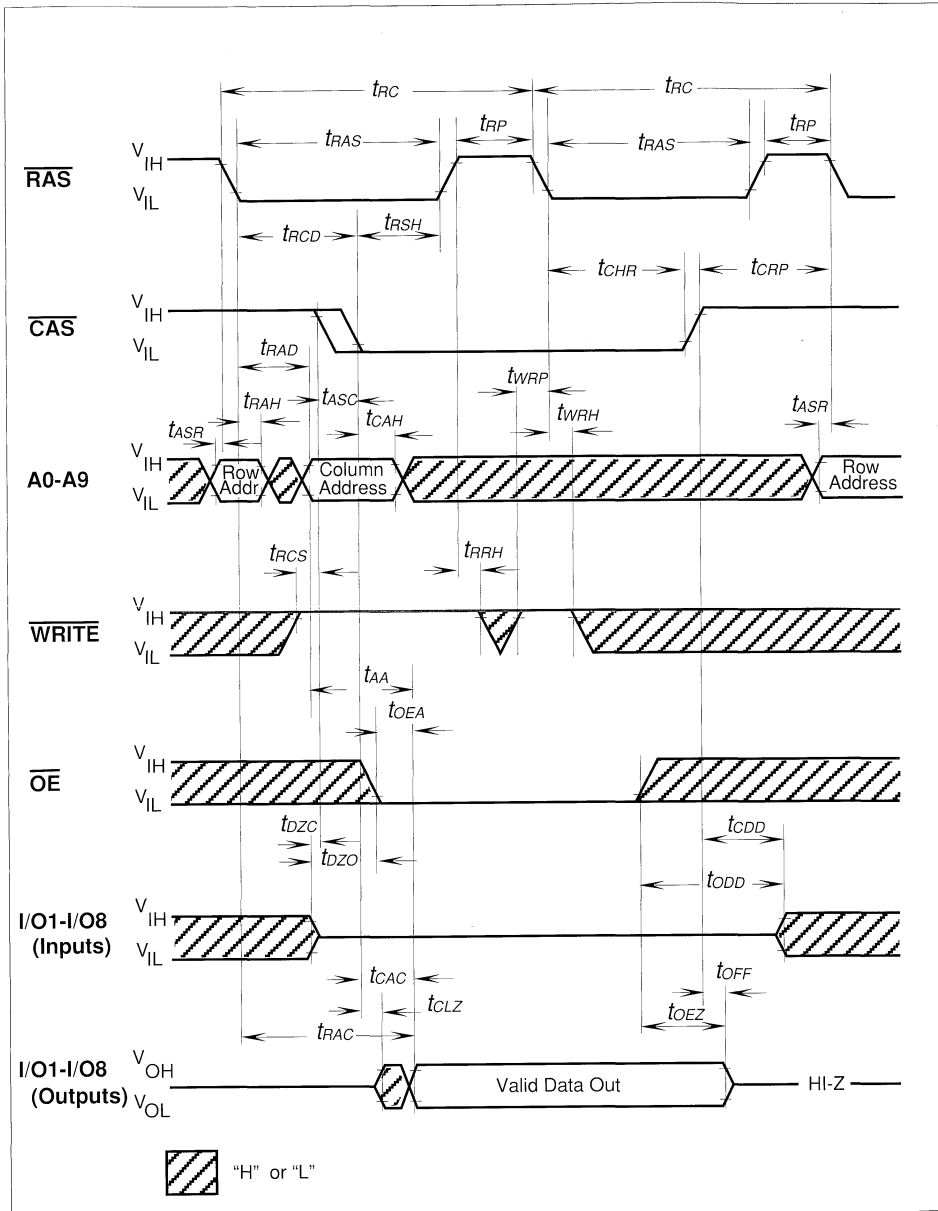 tRC tRC
tRAS tRP tRAS tRP
RAS VIH
VIL
tRCD tRSH
tCHR tCRP
CAS VIH
VIL
tRAD
tASC tWRP
tRAH tCAH tWRH
tASR tASR
A0-A9 VIH
VIL
Row Addr
Column Address
Row Address
tRCS tRRH
WRITE VIH
VIL
tAA
tOEA
OE VIH
VIL
tDZC tCDD
tDZO
tODD
I/O1-I/O8 (Inputs) VIH
VIL
tCAC tOFF
tCLZ
tOEZ
tRAC
I/O1-I/O8 (Outputs) VOH
VOL
Valid Data Out
HI-Z
“H” or “L”